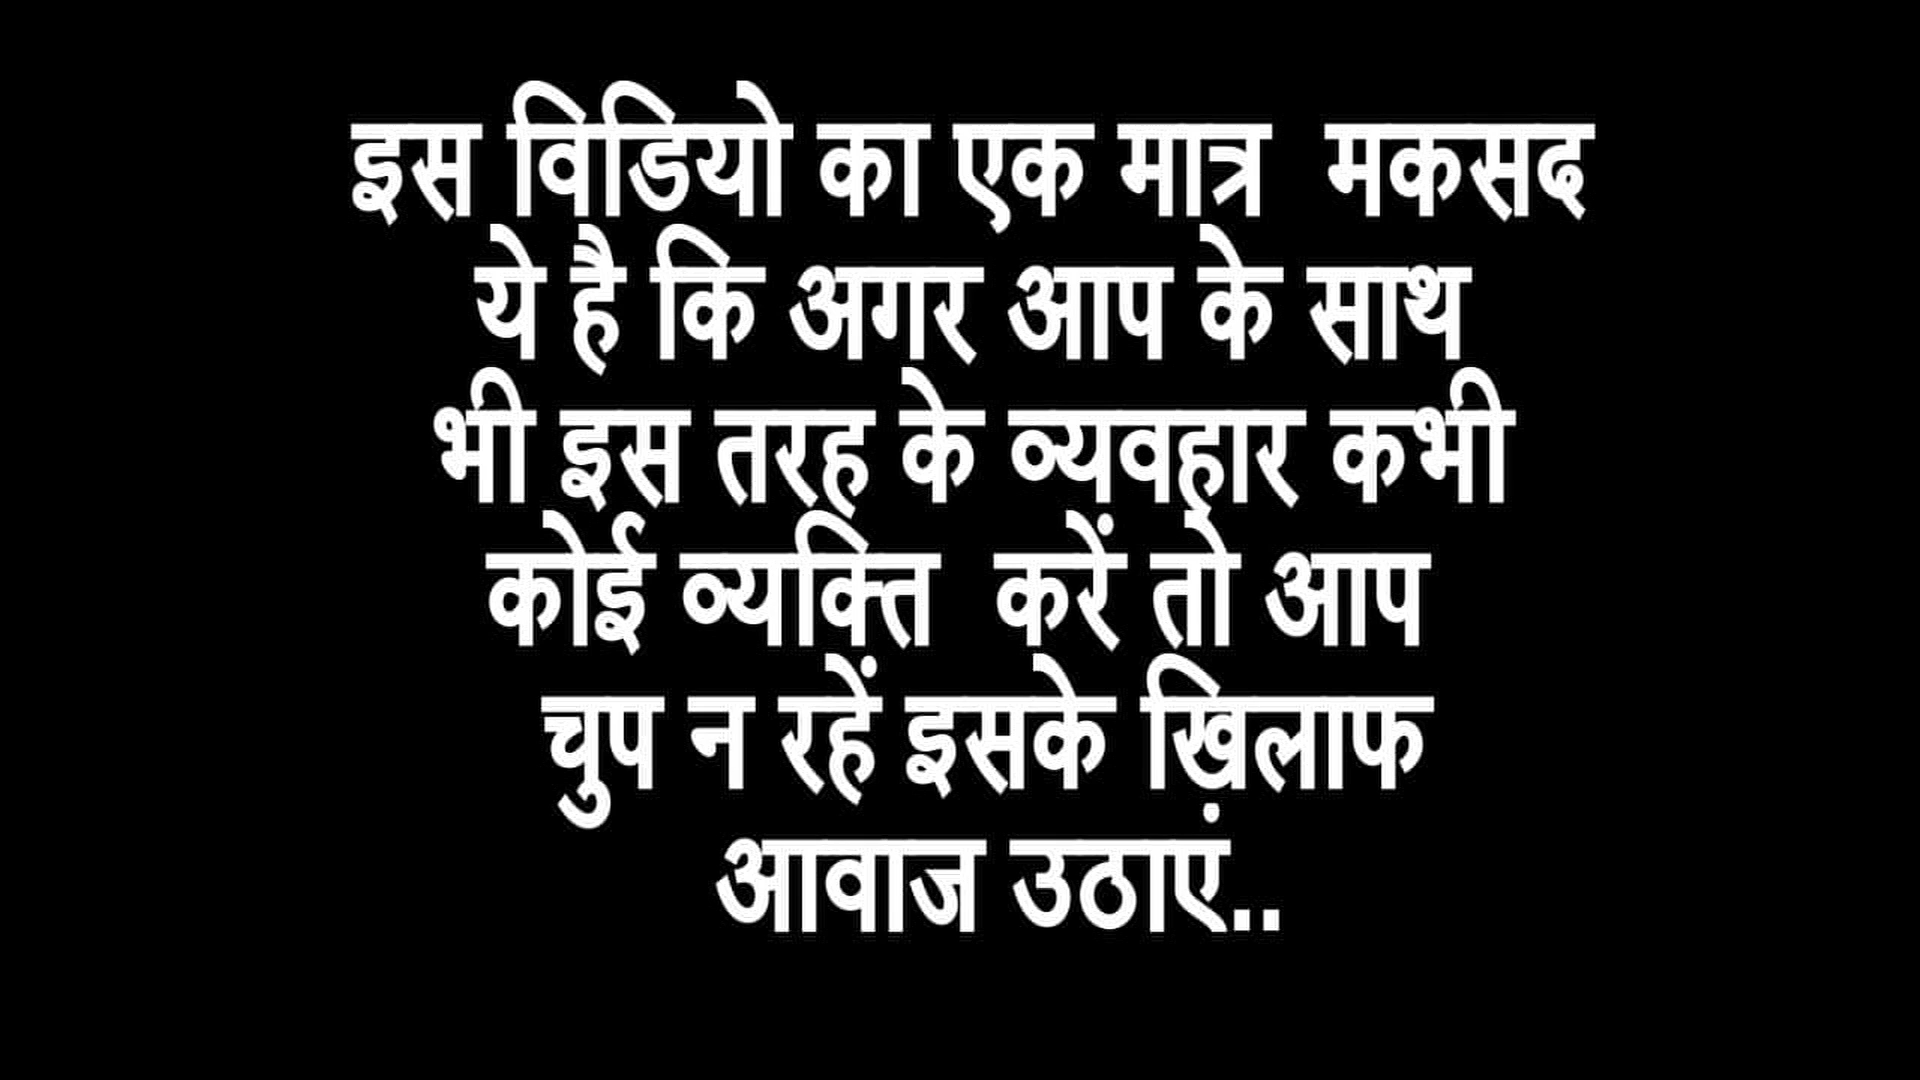 इस विडियो का एक मात्र मकसद
ये है कि अगर आप के साथ
भी इस तरह के व्यवहार कभी
कोई व्यक्ति करें तो आप
चुप न रहें इसके खिलाफ
आवाज उठाएं..